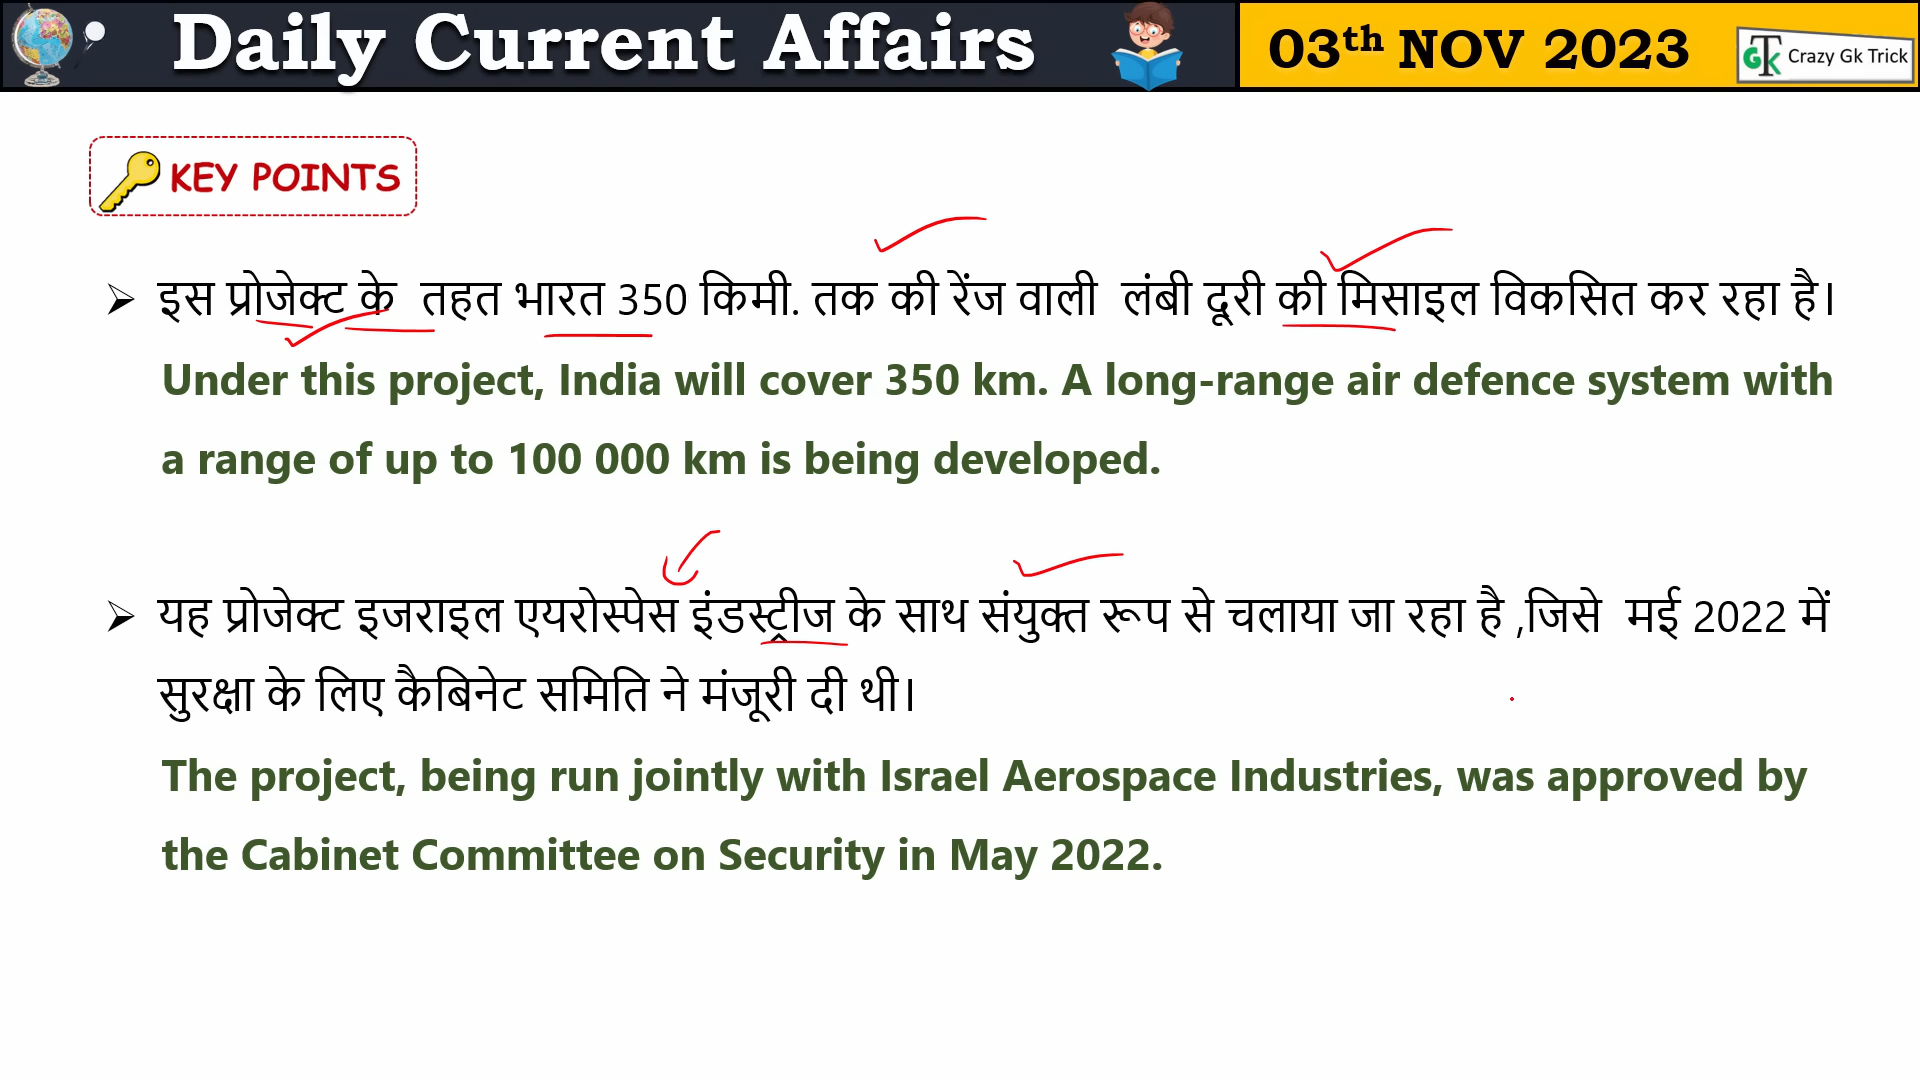 Daily Current Affairs
03th NOV 2023
GK Crazy Gk Trick
KEY POINTS
इस प्रोजेक्ट के तहत भारत 350 किमी. तक की रेंज वाली लंबी दूरी की मिसाइल विकसित कर रहा है।
Under this project, India will cover 350 km. A long-range air defence system with
a range of up to 100 000 km is being developed.
यह प्रोजेक्ट इजराइल एयरोस्पेस इंडस्ट्रीज के साथ संयुक्त रूप से चलाया जा रहा है ,जिसे मई 2022 में
सुरक्षा के लिए कैबिनेट समिति ने मंजूरी दी थी।
The project, being run jointly with Israel Aerospace Industries, was approved by
the Cabinet Committee on Security in May 2022.